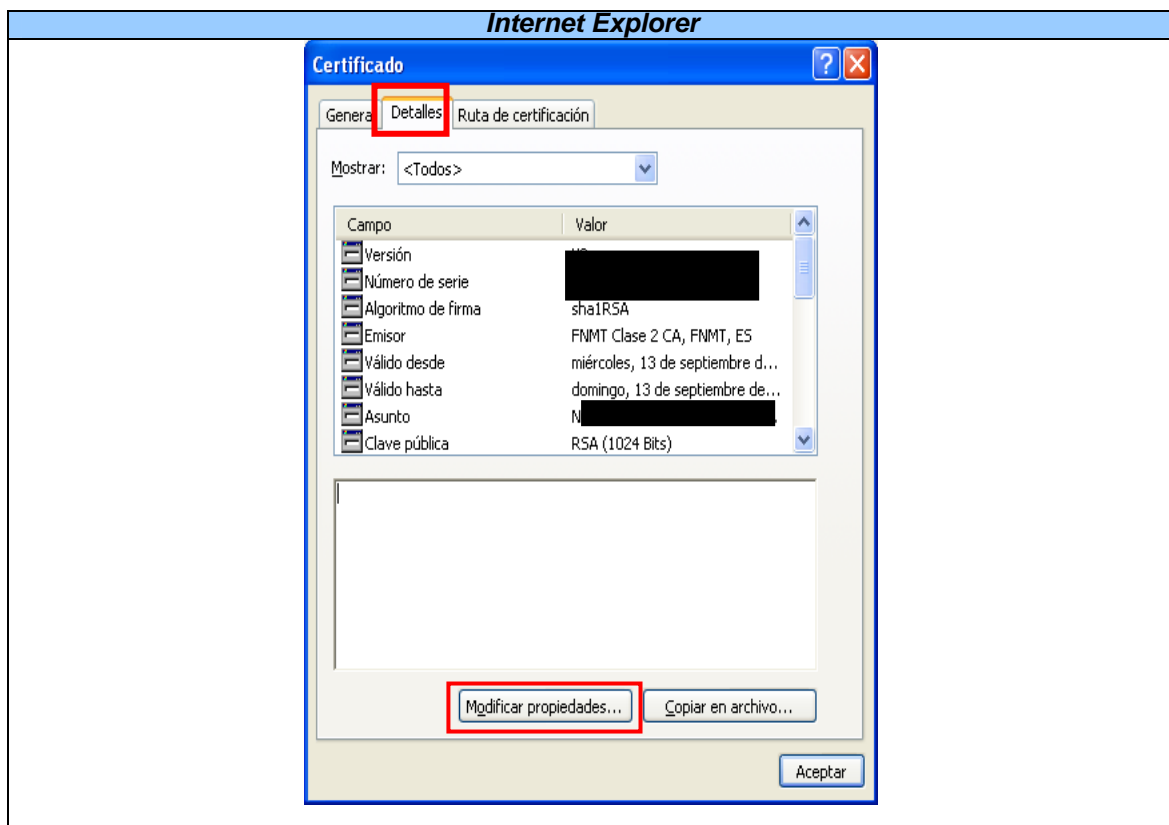 Internet Explorer
Certificado
General Detalles Ruta de certificación
Mostrar: <Todos>
Campo Valor
Versión
Número de serie
Algoritmo de firma sha1RSA
Emisor FNMT Clase 2 CA, FNMT, ES
Válido desde miércoles, 13 de septiembre d...
Válido hasta domingo, 13 de septiembre de...
Asunto N
Clave pública RSA (1024 Bits)
Modificar propiedades... Copiar en archivo...
Aceptar